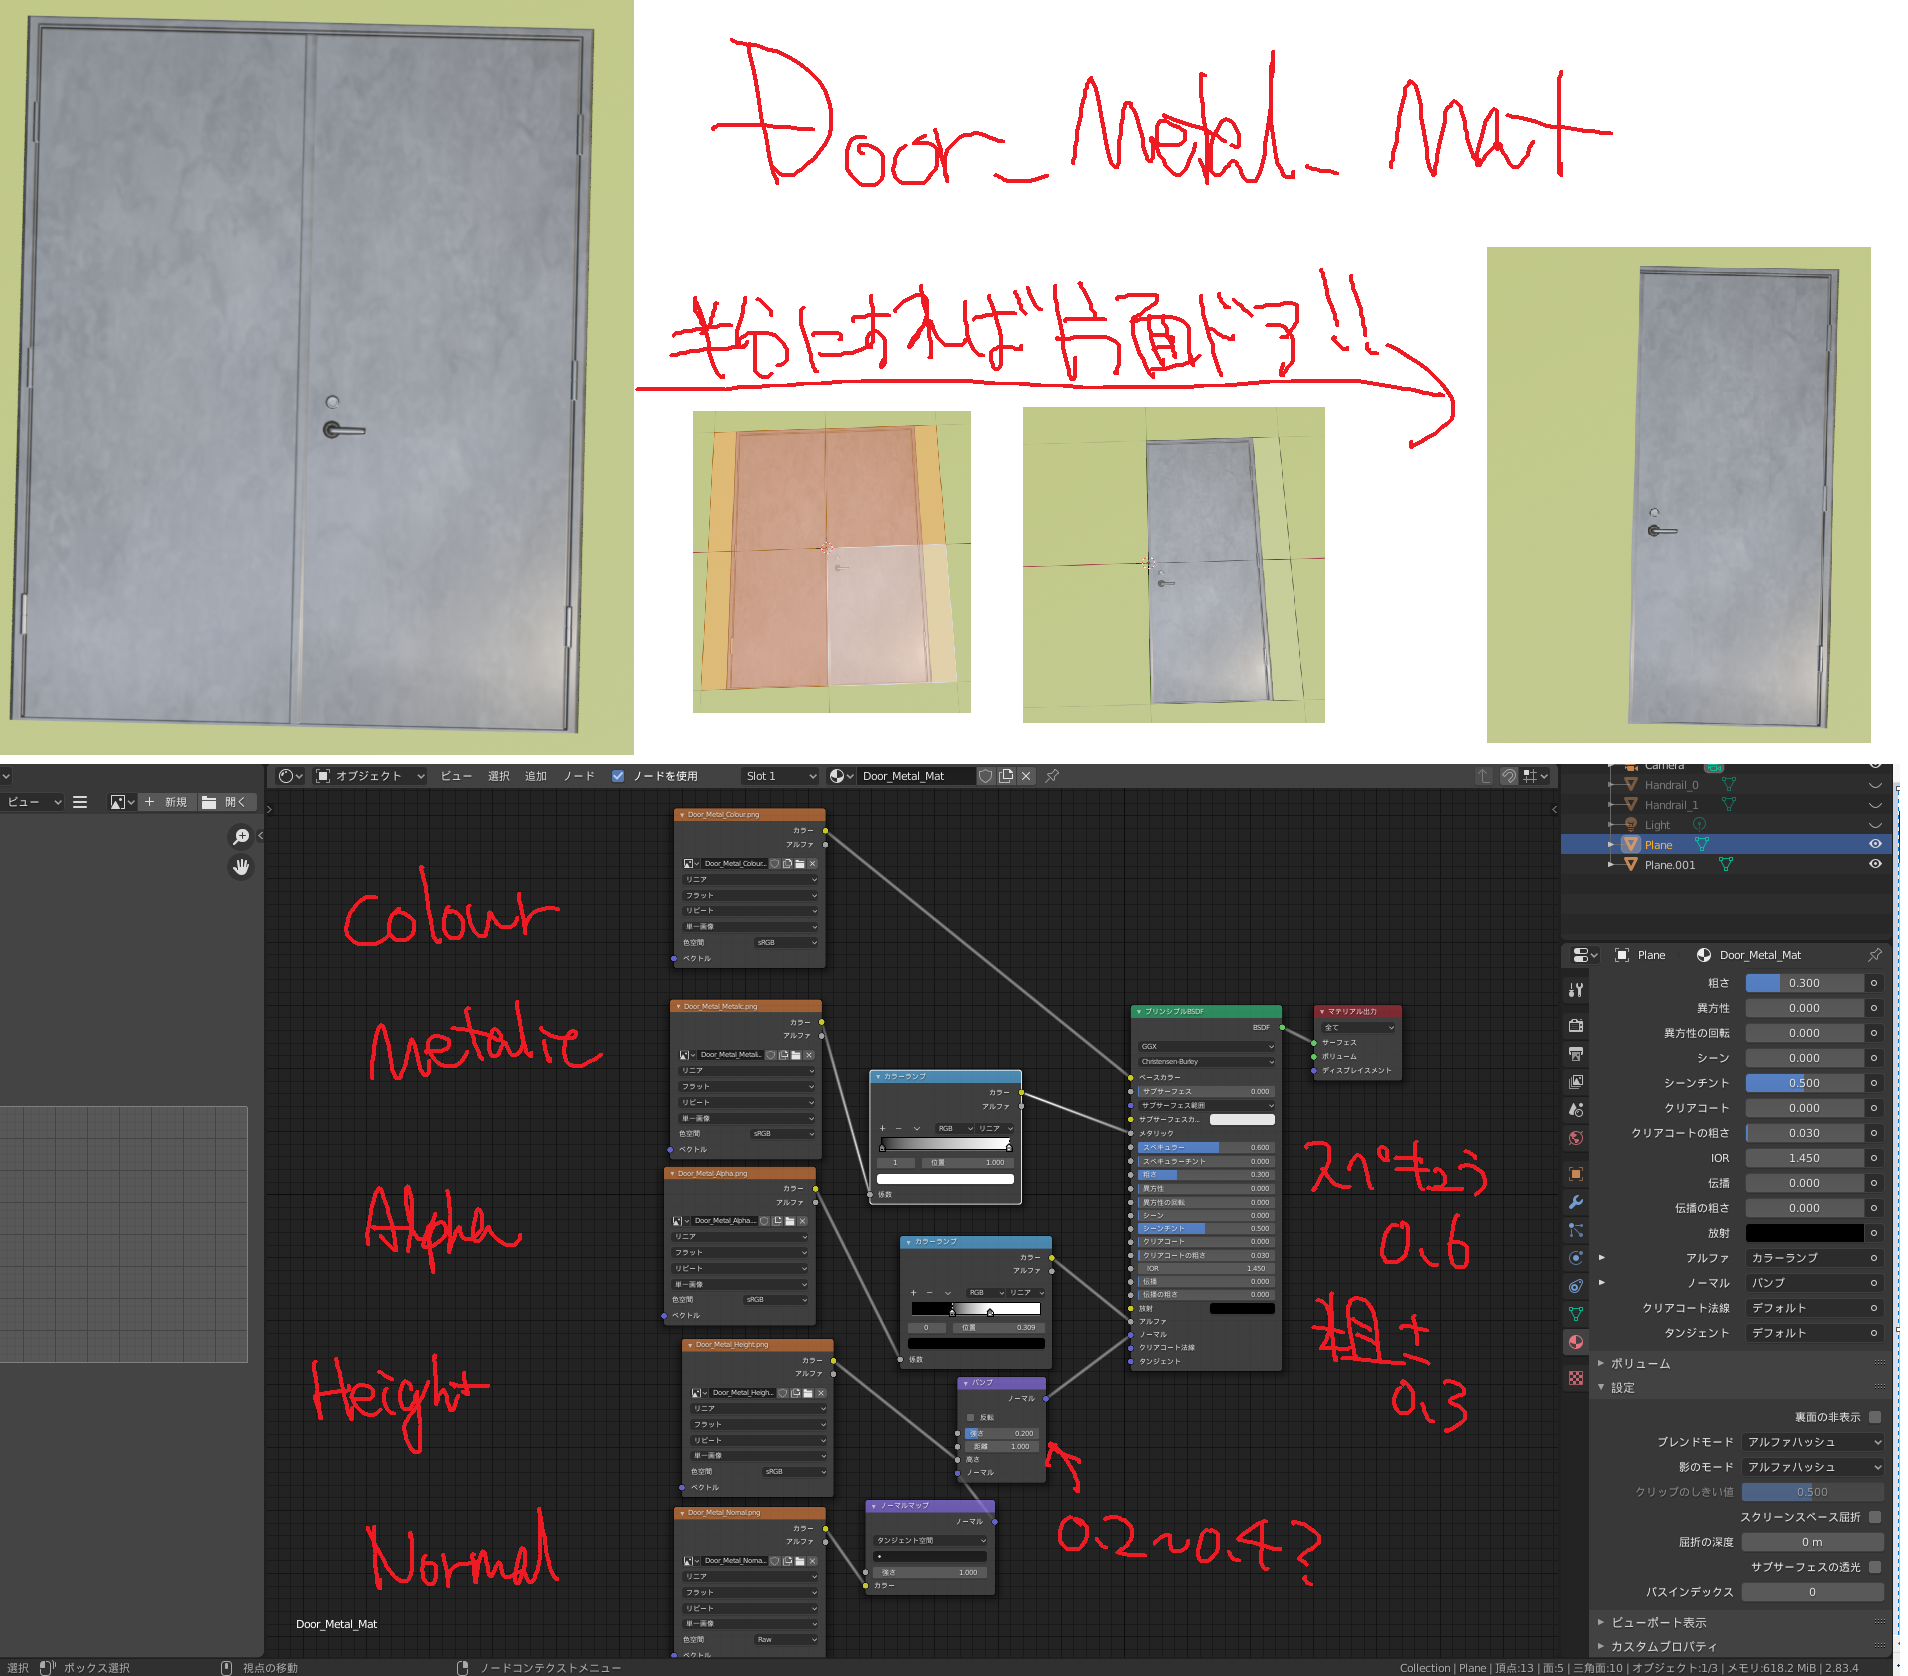 Door_Metal_Mat
半分にすれば片面ドア!!
ビュー
新規
開く
オブジェクト
ビュー
選択
追加
ノード
ノードを使用
Slot 1
Door_Metal_Mat
Colour
Metalic
Alpha
Height
Normal
Door_Metal_Colour.png
カラー
アルファ
Door_Metal_Colour...
リニア
フラット
リピート
単一画像
色空間 sRGB
ベクトル
Door_Metal_Metalc.png
カラー
アルファ
Door_Metal_Metali...
リニア
フラット
リピート
単一画像
色空間 sRGB
ベクトル
Door_Metal_Alpha.png
カラー
アルファ
Door_Metal_Alpha....
リニア
フラット
リピート
単一画像
色空間 sRGB
ベクトル
Door_Metal_Height.png
カラー
アルファ
Door_Metal_Heigh...
リニア
フラット
リピート
単一画像
色空間 sRGB
ベクトル
Door_Metal_Nomal.png
カラー
アルファ
Door_Metal_Noma...
リニア
フラット
リピート
単一画像
色空間 Raw
ベクトル
カラーランプ
カラー
アルファ
RGB リニア
1 位置 1.000
係数
カラーランプ
カラー
アルファ
RGB リニア
0 位置 0.309
係数
バンプ
ノーマル
反転
強さ 0.200
距離 1.000
高さ
ノーマル
ノーマルマップ
ノーマル
タンジェント空間
強さ 1.000
カラー
0.2~0.4?
プリンシプルBSDF
BSDF
GGX
Christensen-Burley
ベースカラー
サブサーフェス 0.000
サブサーフェス範囲
サブサーフェスカ...
メタリック
スペキュラー 0.600
スペキュラーチント 0.000
粗さ 0.300
異方性 0.000
異方性の回転 0.000
シーン 0.000
シーンチント 0.500
クリアコート 0.000
クリアコートの粗さ 0.030
IOR 1.450
伝播 0.000
伝播の粗さ 0.000
放射
アルファ
ノーマル
クリアコート法線
タンジェント
マテリアル出力
全て
サーフェス
ボリューム
ディスプレイスメント
0.6
粗さ
0.3
Camera
Handrail_0
Handrail_1
Light
Plane
Plane.001
Plane Door_Metal_Mat
粗さ 0.300
異方性 0.000
異方性の回転 0.000
シーン 0.000
シーンチント 0.500
クリアコート 0.000
クリアコートの粗さ 0.030
IOR 1.450
伝播 0.000
伝播の粗さ 0.000
放射
アルファ カラーランプ
ノーマル バンプ
クリアコート法線 デフォルト
タンジェント デフォルト
ボリューム
設定
裏面の非表示
ブレンドモード アルファハッシュ
影のモード アルファハッシュ
クリップのしきい値 0.500
スクリーンスペース屈折
屈折の深度 0 m
サブサーフェスの透光
パスインデックス 0
ビューポート表示
カスタムプロパティ
Door_Metal_Mat
選択 ボックス選択 視点の移動 ノードコンテクストメニュー
Collection | Plane | 頂点:13 | 面:5 | 三角面:10 | オブジェクト:1/3 | メモリ:618.2 MiB | 2.83.4